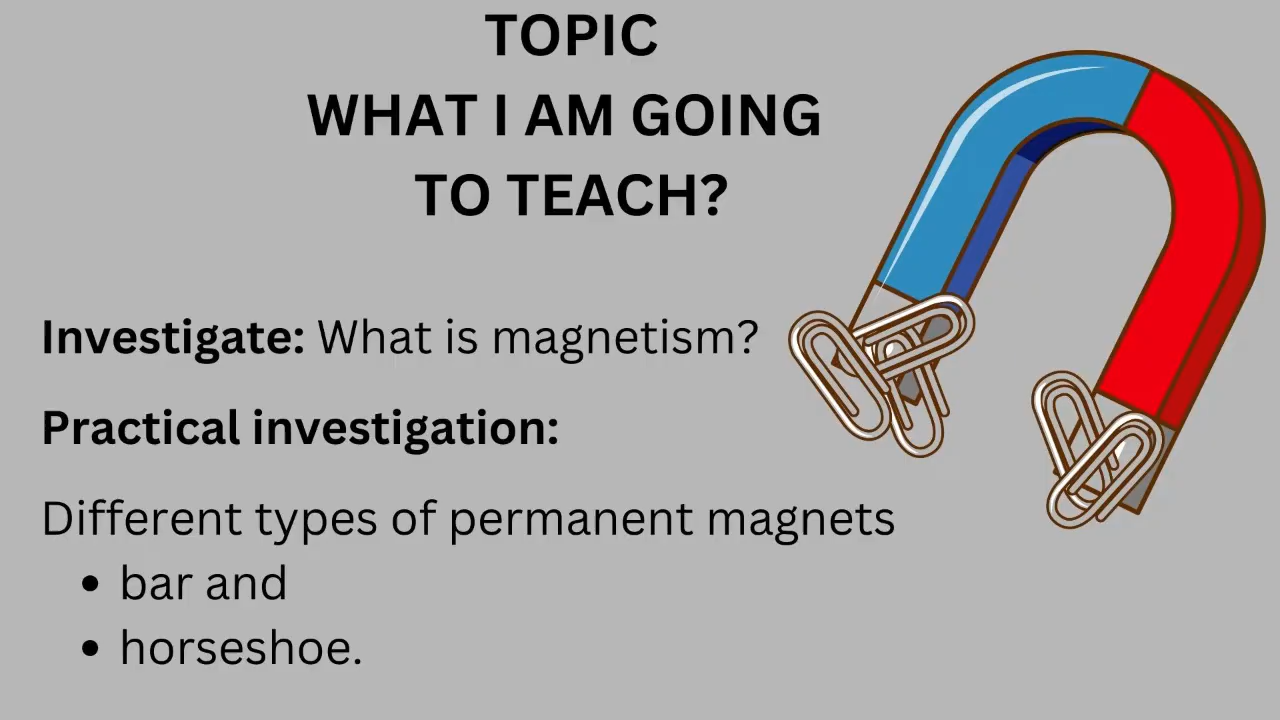 TOPIC
WHAT I AM GOING
TO TEACH?
Investigate: What is magnetism?
Practical investigation:
Different types of permanent magnets
• bar and
• horseshoe.